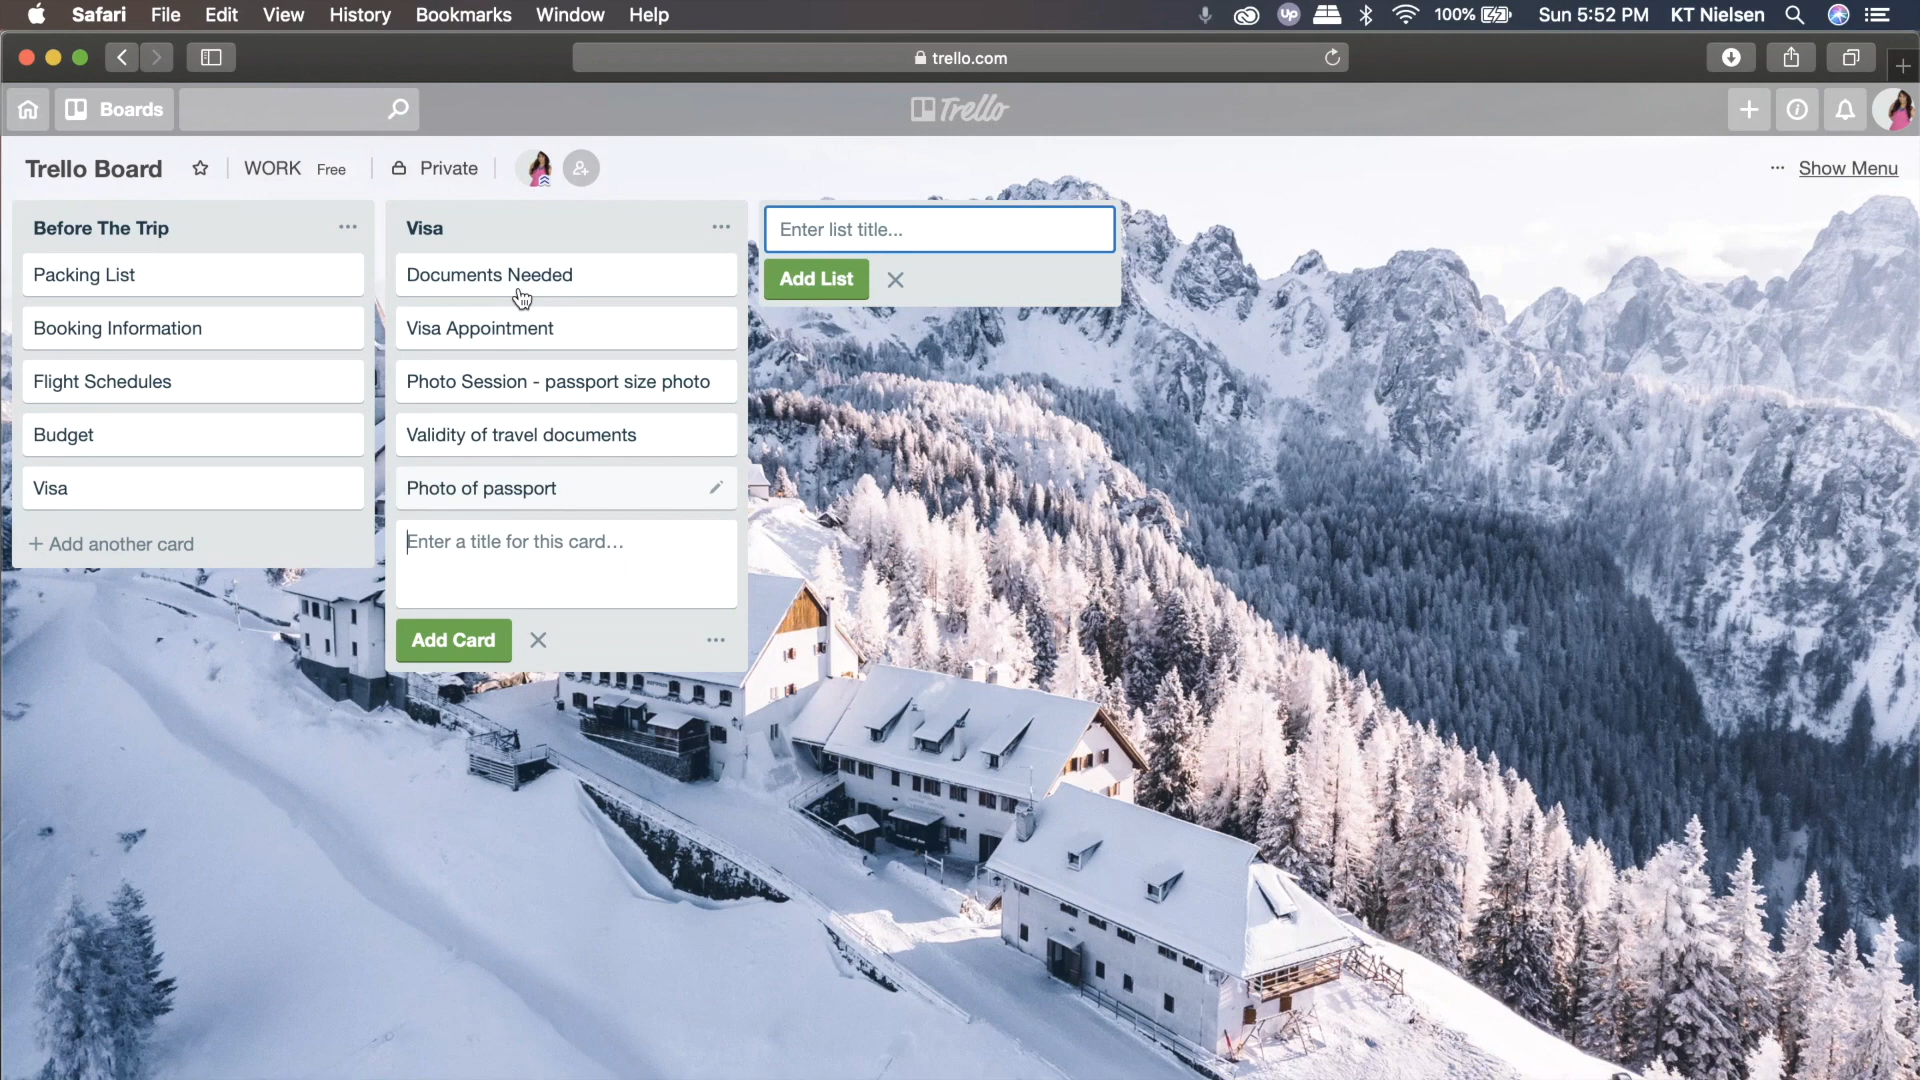 Safari File Edit View History Bookmarks Window Help
Up 100% Sun 5:52 PM KT Nielsen
trello.com
Boards
Trello
Trello Board WORK Free Private
Show Menu
Before The Trip
Packing List
Booking Information
Flight Schedules
Budget
Visa
+ Add another card
Visa
Documents Needed
Visa Appointment
Photo Session - passport size photo
Validity of travel documents
Photo of passport
Enter a title for this card...
Add Card
Enter list title...
Add List